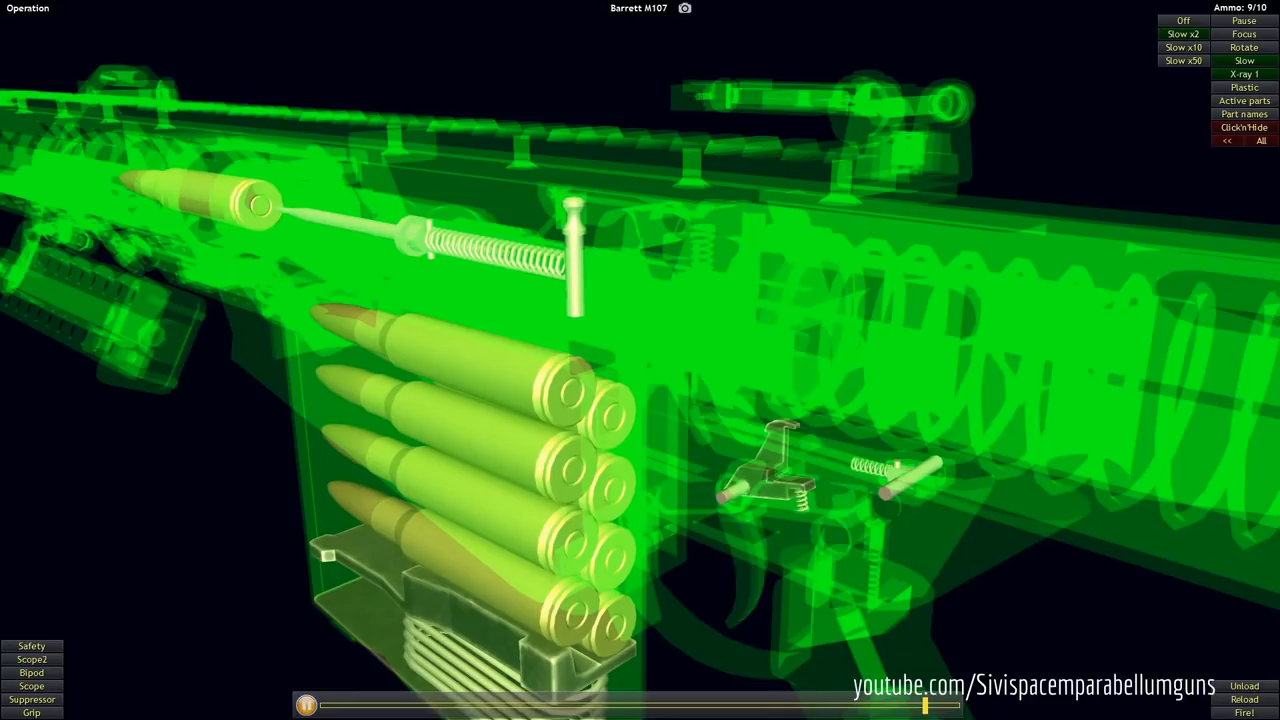 Operation
Barrett M107
Ammo: 9/10
Off
Pause
Slow x2
Focus
Slow x10
Rotate
Slow x50
Slow
X-ray 1
Plastic
Active parts
Part names
Click'n'Hide
<< All
Safety
Scope2
Bipod
Scope
Suppressor
Grip
youtube.com/Sivispacemparabellumguns
Unload
Reload
Fire!